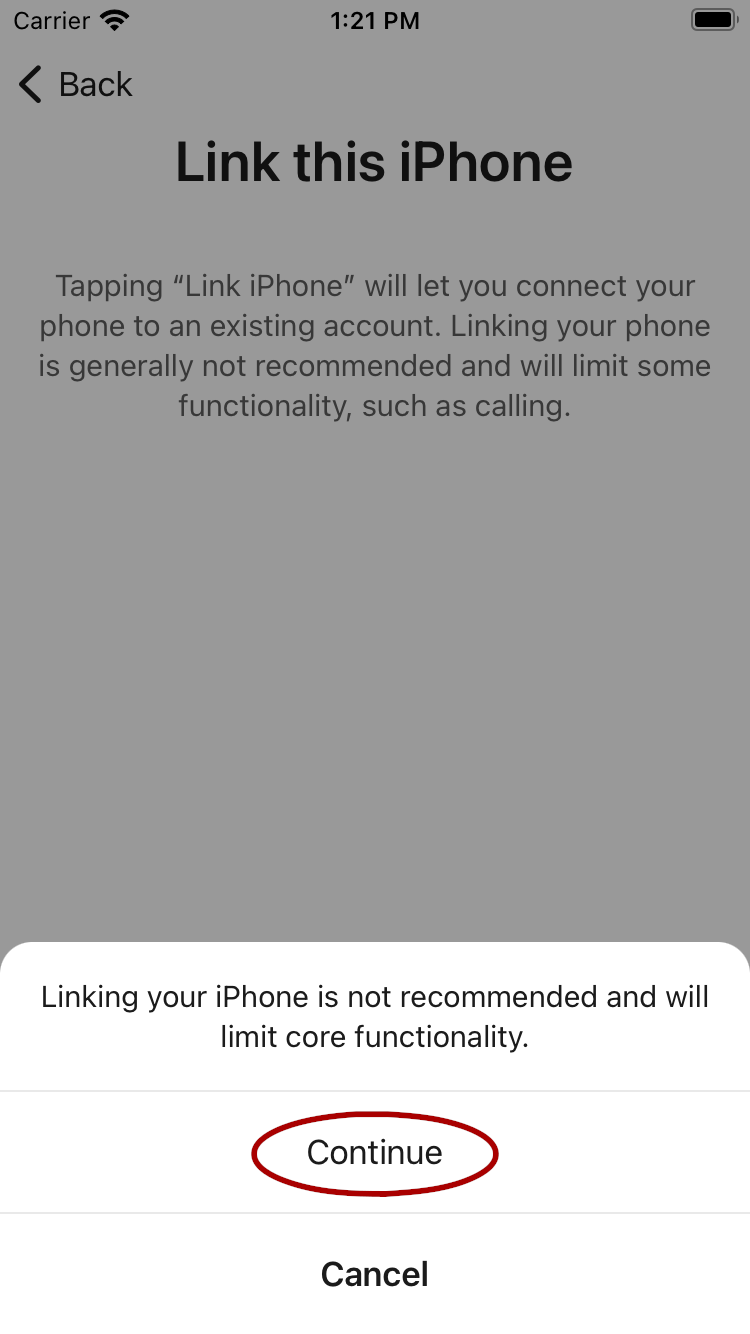 Carrier 1:21 PM
Back
Link this iPhone
Tapping “Link iPhone” will let you connect your
phone to an existing account. Linking your phone
is generally not recommended and will limit some
functionality, such as calling.
Linking your iPhone is not recommended and will
limit core functionality.
Continue
Cancel